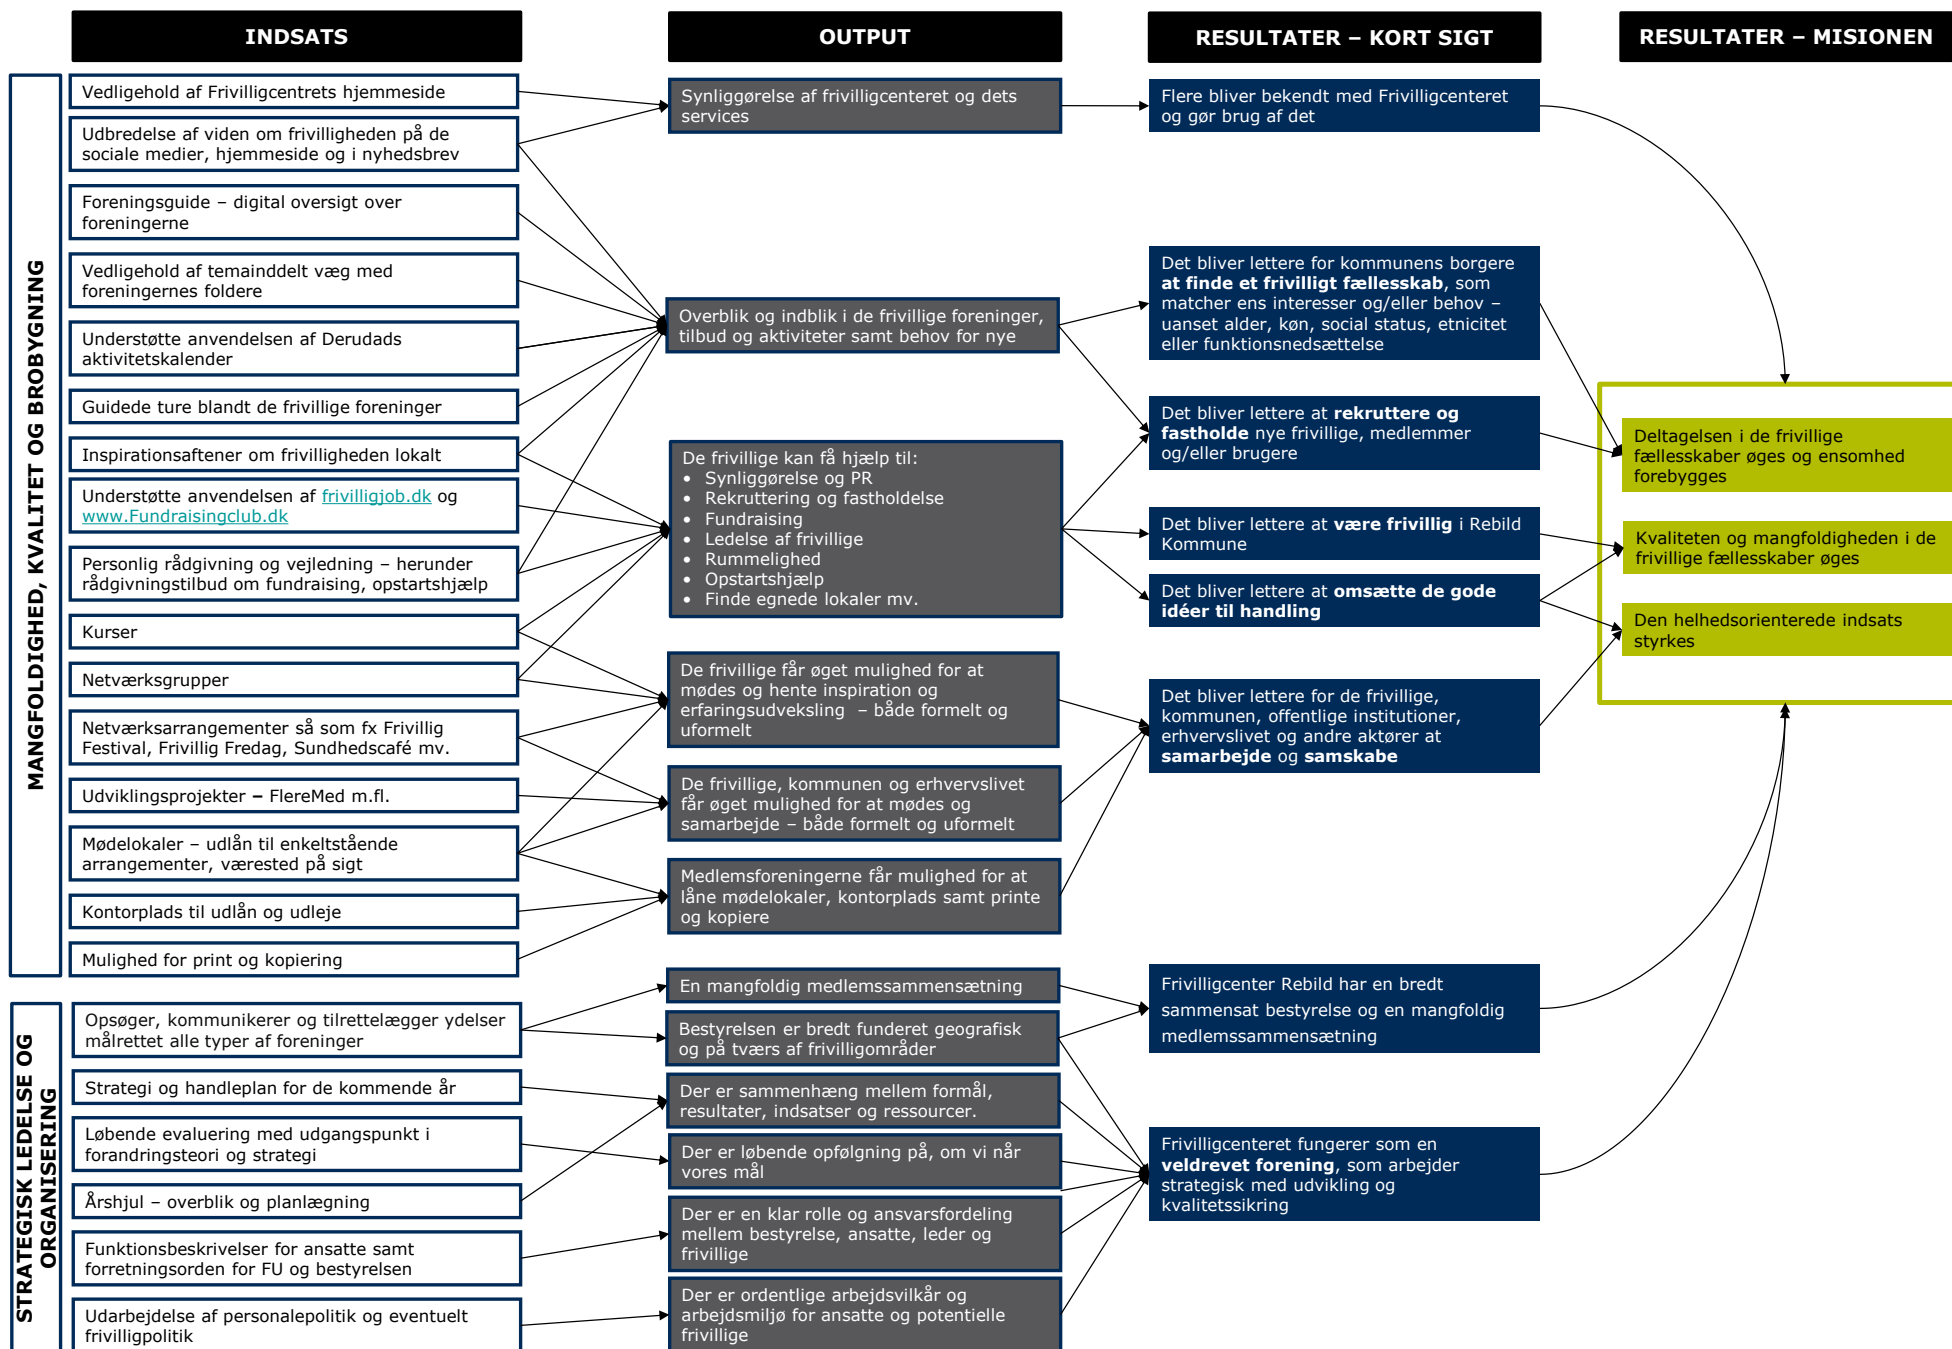 INDSATS
OUTPUT
RESULTATER – KORT SIGT
RESULTATER – MISIONEN
MANGFOLDIGHED, KVALITET OG BROBYGNING
Vedligehold af Frivilligcentrets hjemmeside
Udbredelse af viden om frivilligheden på de
sociale medier, hjemmeside og i nyhedsbrev
Foreningsguide – digital oversigt over
foreningerne
Vedligehold af temainddelt væg med
foreningernes foldere
Understøtte anvendelsen af Derudads
aktivitetskalender
Guidede ture blandt de frivillige foreninger
Inspirationsaftener om frivilligheden lokalt
Understøtte anvendelsen af frivilligjob.dk og
www.Fundraisingclub.dk
Personlig rådgivning og vejledning – herunder
rådgivningstilbud om fundraising, opstartshjælp
Kurser
Netværksgrupper
Netværksarrangementer så som fx Frivillig
Festival, Frivillig Fredag, Sundhedscafé mv.
Udviklingsprojekter – FlereMed m.fl.
Mødelokaler – udlån til enkeltstående
arrangementer, værested på sigt
Kontorplads til udlån og udleje
Mulighed for print og kopiering
Synliggørelse af frivilligcenteret og dets
services
Overblik og indblik i de frivillige foreninger,
tilbud og aktiviteter samt behov for nye
De frivillige kan få hjælp til:
• Synliggørelse og PR
• Rekruttering og fastholdelse
• Fundraising
• Ledelse af frivillige
• Rummelighed
• Opstartshjælp
• Finde egnede lokaler mv.
De frivillige får øget mulighed for at
mødes og hente inspiration og
erfaringsudveksling – både formelt og
uformelt
De frivillige, kommunen og erhvervslivet
får øget mulighed for at mødes og
samarbejde – både formelt og uformelt
Medlemsforeningerne får mulighed for at
låne mødelokaler, kontorplads samt printe
og kopiere
Flere bliver bekendt med Frivilligcenteret
og gør brug af det
Det bliver lettere for kommunens borgere
at finde et frivilligt fællesskab, som
matcher ens interesser og/eller behov –
uanset alder, køn, social status, etnicitet
eller funktionsnedsættelse
Det bliver lettere at rekruttere og
fastholde nye frivillige, medlemmer
og/eller brugere
Det bliver lettere at være frivillig i Rebild
Kommune
Det bliver lettere at omsætte de gode
idéer til handling
Det bliver lettere for de frivillige,
kommunen, offentlige institutioner,
erhvervslivet og andre aktører at
samarbejde og samskabe
Deltagelsen i de frivillige
fællesskaber øges og ensomhed
forebygges
Kvaliteten og mangfoldigheden i de
frivillige fællesskaber øges
Den helhedsorienterede indsats
styrkes
STRATEGISK LEDELSE OG
ORGANISERING
Opsøger, kommunikerer og tilrettelægger ydelser
målrettet alle typer af foreninger
Strategi og handleplan for de kommende år
Løbende evaluering med udgangspunkt i
forandringsteori og strategi
Årshjul – overblik og planlægning
Funktionsbeskrivelser for ansatte samt
forretningsorden for FU og bestyrelsen
Udarbejdelse af personalepolitik og eventuelt
frivilligpolitik
En mangfoldig medlemssammensætning
Bestyrelsen er bredt funderet geografisk
og på tværs af frivilligområder
Der er sammenhæng mellem formål,
resultater, indsatser og ressourcer.
Der er løbende opfølgning på, om vi når
vores mål
Der er en klar rolle og ansvarsfordeling
mellem bestyrelse, ansatte, leder og
frivillige
Der er ordentlige arbejdsvilkår og
arbejdsmiljø for ansatte og potentielle
frivillige
Frivilligcenter Rebild har en bredt
sammensat bestyrelse og en mangfoldig
medlemssammensætning
Frivilligcenteret fungerer som en
veldrevet forening, som arbejder
strategisk med udvikling og
kvalitetssikring